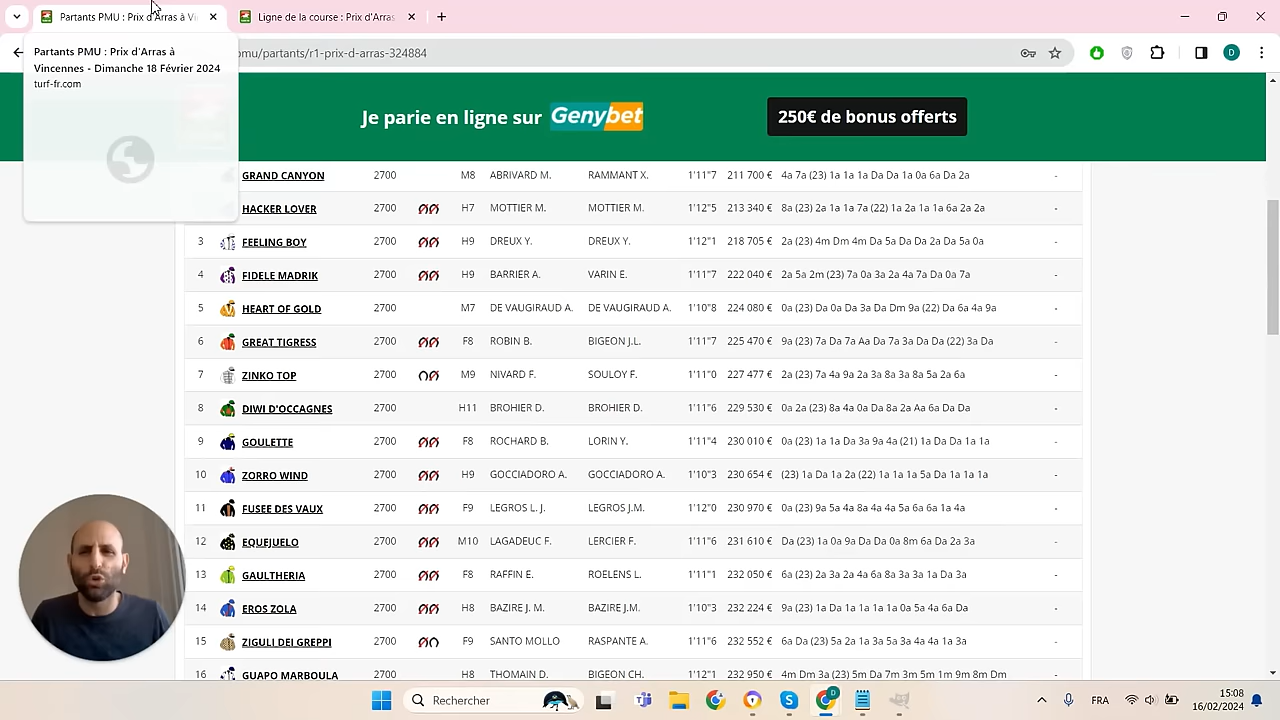 Partants PMU : Prix d'Arras à Vi
Ligne de la course : Prix d'Arras
Partants PMU : Prix d'Arras à
Vincennes - Dimanche 18 Février 2024
turf-fr.com
omu/partants/r1-prix-d-arras-324884
Je parie en ligne sur Genybet 250€ de bonus offerts
GRAND CANYON 2700 M8 ABRIVARD M. RAMMANT X. 1'11"7 211 700 € 4a 7a (23) 1a 1a 1a Da Da 1a 0a 6a Da 2a
HACKER LOVER 2700 H7 MOTTIER M. MOTTIER M. 1'12"5 213 340 € 8a (23) 2a 1a 1a 7a (22) 1a 2a 1a 1a 6a 2a 2a -
3 FEELING BOY 2700 H9 DREUX Y. DREUX Y. 1'12"1 218 705 € 2a (23) 4m Dm 4m Da 5a Da Da 2a Da 5a 0a -
4 FIDELE MADRIK 2700 H9 BARRIER A. VARIN E. 1'11"7 222 040 € 2a 5a 2m (23) 7a 0a 3a 2a 4a 7a Da 0a 7a -
5 HEART OF GOLD 2700 M7 DE VAUGIRAUD A. DE VAUGIRAUD A. 1'10"8 224 080 € 0a (23) Da 0a Da 3a Da Dm 9a (22) Da 6a 4a 9a -
6 GREAT TIGRESS 2700 F8 ROBIN B. BIGEON J.L. 1'11"7 225 470 € 9a (23) 7a Da 7a Aa Da 7a 3a Da Da (22) 3a Da -
7 ZINKO TOP 2700 M9 NIVARD F. SOULOY F. 1'11"0 227 477 € 2a (23) 7a 4a 9a 2a 3a 8a 3a 8a 5a 2a 6a -
8 DIWI D'OCCAGNES 2700 H11 BROHIER D. BROHIER D. 1'11"6 229 530 € 0a 2a (23) 8a 4a 0a Da 8a 2a Aa 6a Da Da -
9 GOULETTE 2700 F8 ROCHARD B. LORIN Y. 1'11"4 230 010 € 0a (23) 1a 1a Da 3a 9a 4a (21) 1a Da Da 1a 1a -
10 ZORRO WIND 2700 H9 GOCCIADORO A. GOCCIADORO A. 1'10"3 230 654 € (23) 1a Da 1a 2a (22) 1a 1a 1a 5a Da 1a 1a 1a -
11 FUSEE DES VAUX 2700 F9 LEGROS L. J. LEGROS J.M. 1'12"0 230 970 € 0a (23) 9a 5a 4a 8a 4a 4a 5a 6a 6a 1a 4a -
12 EQUEJUELO 2700 M10 LAGADEUC F. LERCIER F. 1'11"6 231 610 € Da (23) 1a 0a 9a Da Da 0a 8m 6a Da 2a 3a -
13 GAULTHERIA 2700 F8 RAFFIN E. ROELENS L. 1'11"1 232 050 € 6a (23) 2a 3a 2a 4a 6a 8a 3a 3a 1a Da 3a -
14 EROS ZOLA 2700 H8 BAZIRE J. M. BAZIRE J.M. 1'10"3 232 224 € 9a (23) 1a Da 1a 1a 1a 1a 0a 5a 4a 6a Da -
15 ZIGULI DEI GREPPI 2700 F9 SANTO MOLLO RASPANTE A. 1'11"6 232 552 € 6a Da (23) 5a 2a 1a 3a 5a 3a 4a 4a 1a 3a -
16 GUAPO MARBOULA 2700 H8 THOMAIN D. BIGEON CH. 1'12"1 232 950 € 4m Dm 3a (23) 5m Da 7m 3m 5m 1m 9m 8m Dm
Rechercher FRA 15:08
16/02/2024